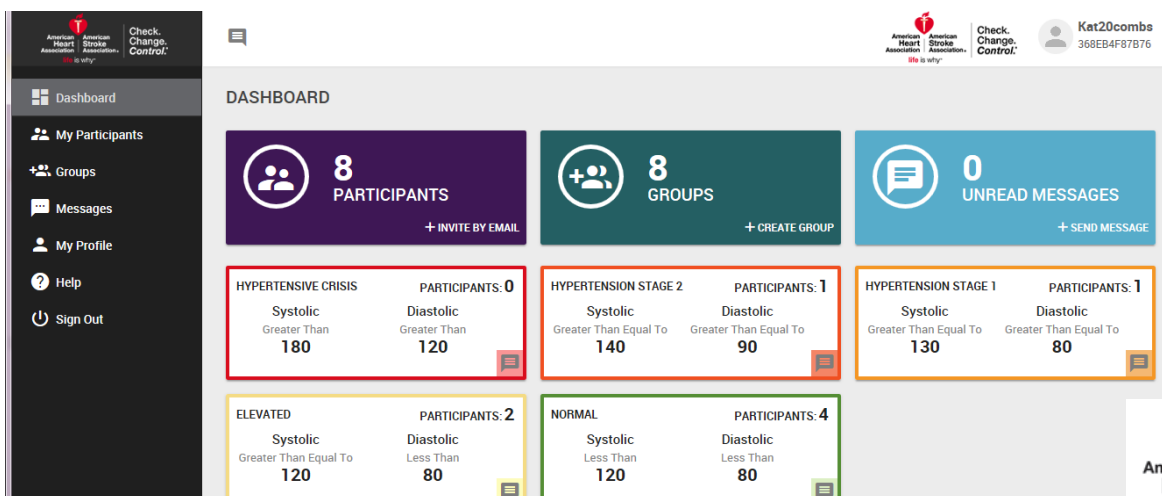 American Heart Association
American Stroke Association®
Check. Change. Control.
life is why™
Kat20combs
368EB4F87B76
American Heart Association
American Stroke Association®
Check. Change. Control.
life is why™
Dashboard
My Participants
Groups
Messages
My Profile
Help
Sign Out
DASHBOARD
8
PARTICIPANTS
+ INVITE BY EMAIL
8
GROUPS
+ CREATE GROUP
0
UNREAD MESSAGES
+ SEND MESSAGE
HYPERTENSIVE CRISIS PARTICIPANTS: 0
Systolic Diastolic
Greater Than Greater Than
180 120
HYPERTENSION STAGE 2 PARTICIPANTS: 1
Systolic Diastolic
Greater Than Equal To Greater Than Equal To
140 90
HYPERTENSION STAGE 1 PARTICIPANTS: 1
Systolic Diastolic
Greater Than Equal To Greater Than Equal To
130 80
ELEVATED PARTICIPANTS: 2
Systolic Diastolic
Greater Than Equal To Less Than
120 80
NORMAL PARTICIPANTS: 4
Systolic Diastolic
Less Than Less Than
120 80
An